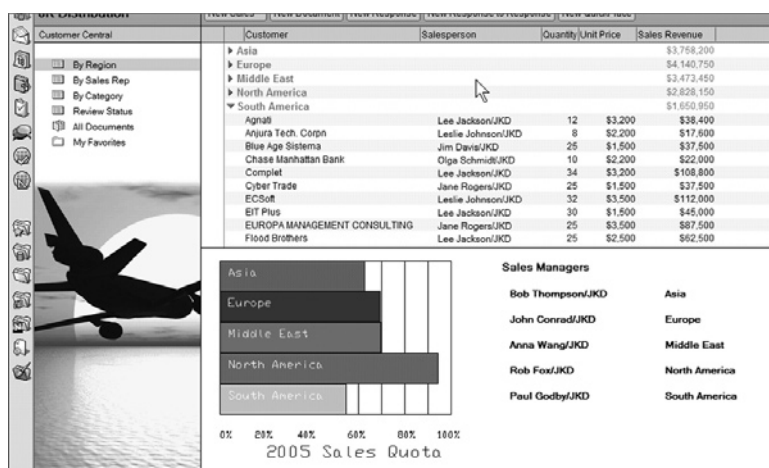 JK Distribution
New Sales New Document New Response New Response to Response New QuickPlace
Customer Central Customer Salesperson Quantity Unit Price Sales Revenue
Asia $3,758,200
Europe $4,140,750
Middle East $3,473,450
North America $2,828,150
South America $1,650,950
Agnati Lee Jackson/JKD 12 $3,200 $38,400
Anjura Tech. Corpn Leslie Johnson/JKD 8 $2,200 $17,600
Blue Age Sistema Jim Davis/JKD 25 $1,500 $37,500
Chase Manhattan Bank Olga Schmidt/JKD 10 $2,200 $22,000
Complet Lee Jackson/JKD 34 $3,200 $108,800
Cyber Trade Jane Rogers/JKD 25 $1,500 $37,500
ECSoft Leslie Johnson/JKD 32 $3,500 $112,000
EIT Plus Lee Jackson/JKD 30 $1,500 $45,000
EUROPA MANAGEMENT CONSULTING Jane Rogers/JKD 25 $3,500 $87,500
Flood Brothers Lee Jackson/JKD 25 $2,500 $62,500
By Region
By Sales Rep
By Category
Review Status
All Documents
My Favorites
Asia
Europe
Middle East
North America
South America
0% 20% 40% 60% 80% 100%
2005 Sales Quota
Sales Managers
Bob Thompson/JKD Asia
John Conrad/JKD Europe
Anna Wang/JKD Middle East
Rob Fox/JKD North America
Paul Godby/JKD South America